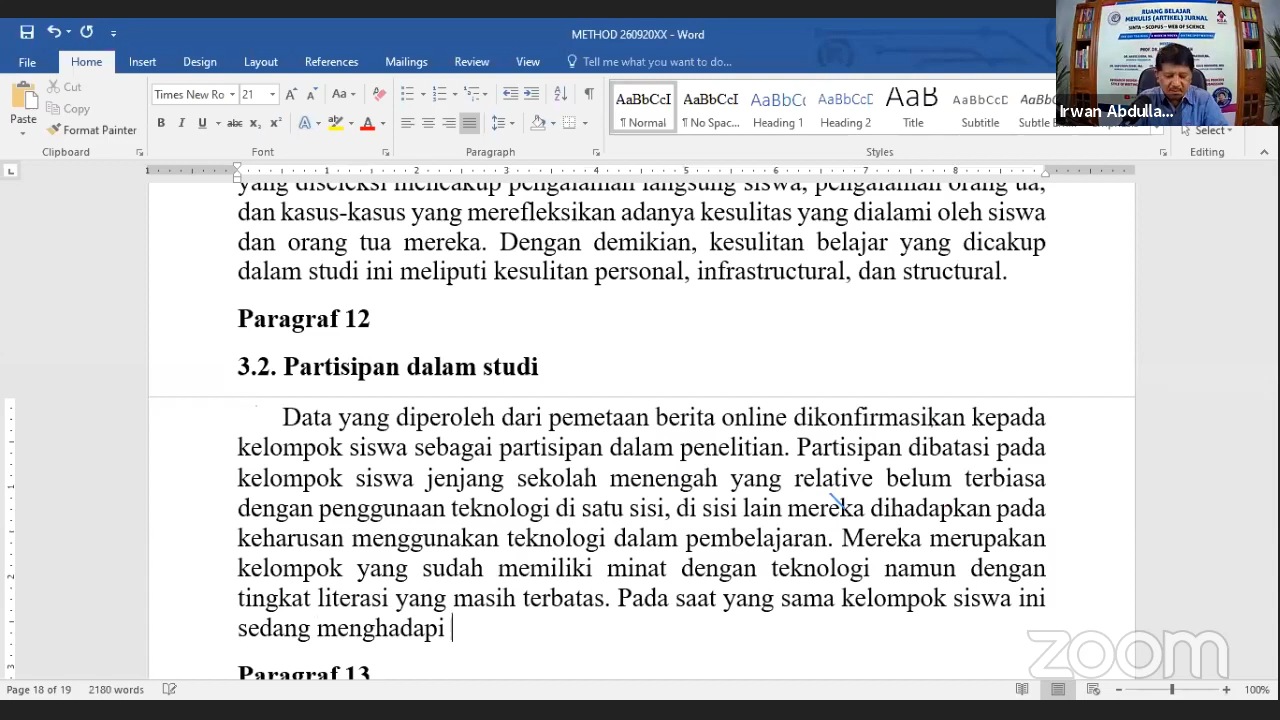 METHOD 260920XX - Word
File Home Insert Design Layout References Mailings Review View Tell me what you want to do...
Paste
Cut
Copy
Format Painter
Clipboard
Times New Ro 21
Font
Paragraph
AaBbCcI AaBbCcI AaBbCc AaBbCcD AaB AaBbCcD
¶ Normal ¶ No Spac... Heading 1 Heading 2 Title Subtitle
Styles
Select
Editing
RUANG BELAJAR
MENULIS (ARTIKEL) JURNAL
SINTA - SCOPUS - WEB OF SCIENCE
Irwan Abdulla...
yang diseleksi mencakup pengalaman langsung siswa, pengalaman orang ua,
dan kasus-kasus yang merefleksikan adanya kesulitas yang dialami oleh siswa
dan orang tua mereka. Dengan demikian, kesulitan belajar yang dicakup
dalam studi ini meliputi kesulitan personal, infrastructural, dan structural.
Paragraf 12
3.2. Partisipan dalam studi
Data yang diperoleh dari pemetaan berita online dikonfirmasikan kepada
kelompok siswa sebagai partisipan dalam penelitian. Partisipan dibatasi pada
kelompok siswa jenjang sekolah menengah yang relative belum terbiasa
dengan penggunaan teknologi di satu sisi, di sisi lain mereka dihadapkan pada
keharusan menggunakan teknologi dalam pembelajaran. Mereka merupakan
kelompok yang sudah memiliki minat dengan teknologi namun dengan
tingkat literasi yang masih terbatas. Pada saat yang sama kelompok siswa ini
sedang menghadapi
Paragraf 13
zoom
Page 18 of 19 2180 words
100%